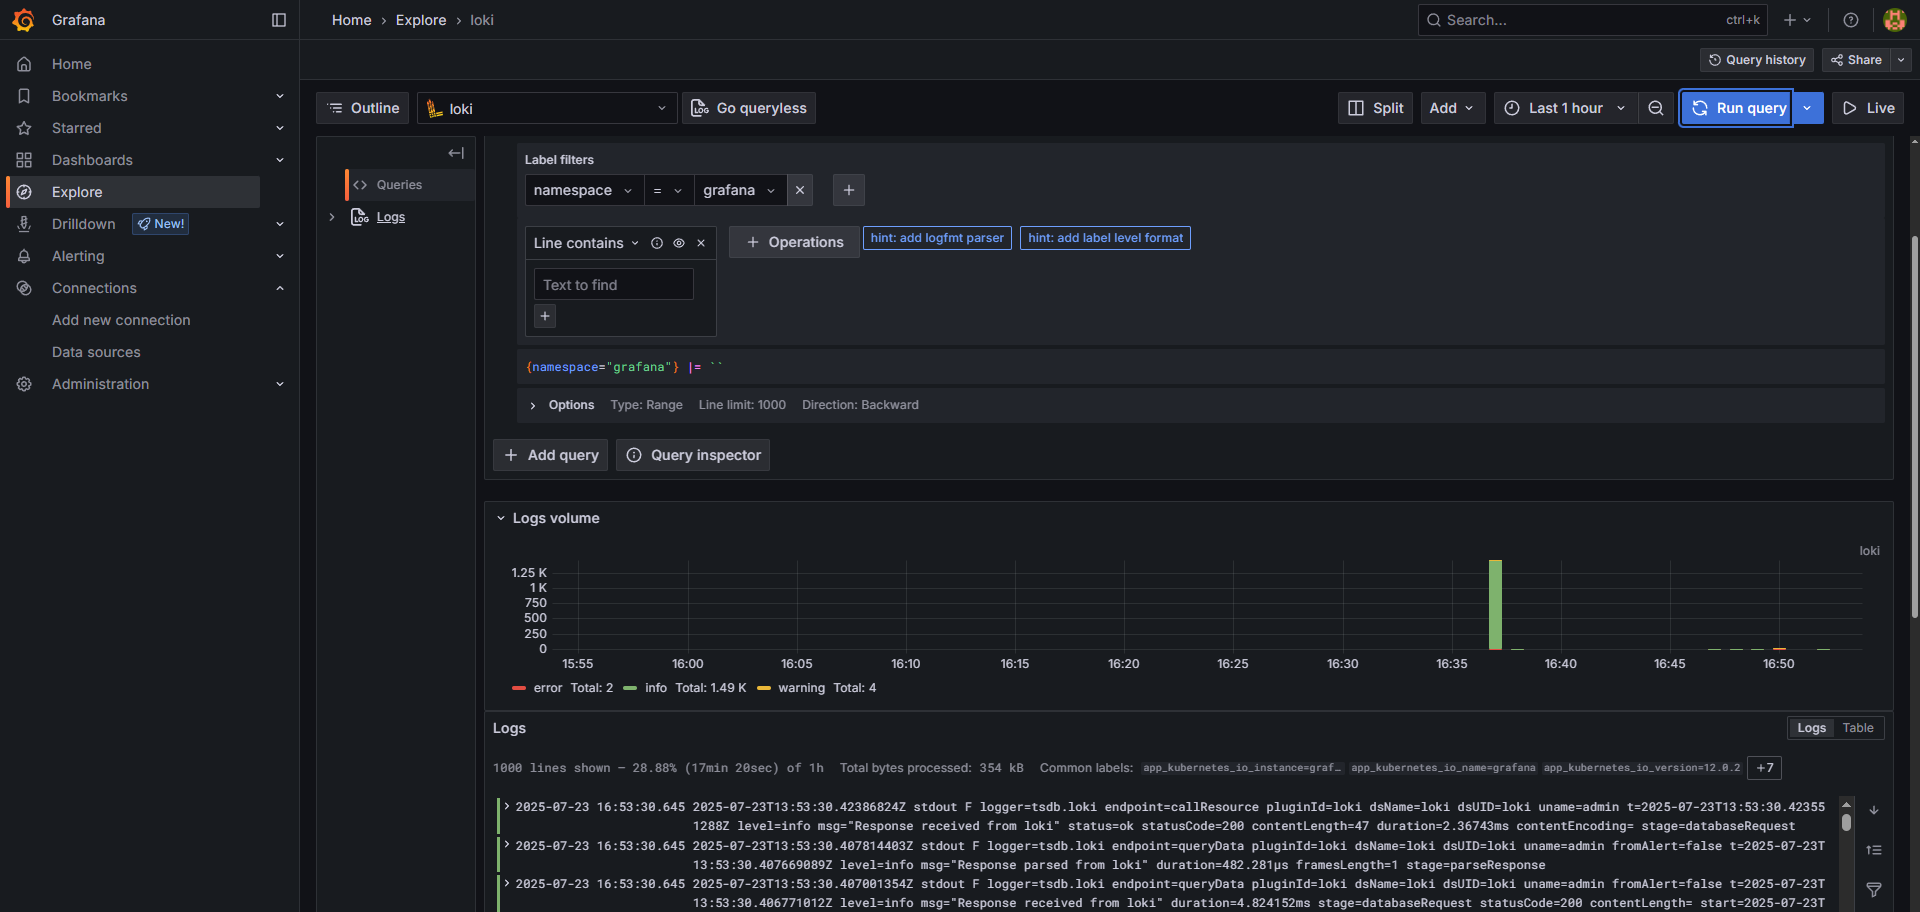 Grafana
Home › Explore › loki
Search... ctrl+k
Query history
Share
Home
Bookmarks
Starred
Dashboards
Explore
Drilldown New!
Alerting
Connections
Add new connection
Data sources
Administration
Outline
loki
LOG Go queryless
Split
Add
Last 1 hour
Run query
Live
Queries
LOG Logs
Label filters
namespace = grafana
Line contains
Operations
hint: add logfmt parser
hint: add label level format
Text to find
{namespace="grafana"} |= ``
Options Type: Range Line limit: 1000 Direction: Backward
Add query
Query inspector
Logs volume
loki
1.25 K
1 K
750
500
250
0
15:55 16:00 16:05 16:10 16:15 16:20 16:25 16:30 16:35 16:40 16:45 16:50
error Total: 2 info Total: 1.49 K warning Total: 4
Logs
Logs Table
1000 lines shown — 28.88% (17min 20sec) of 1h Total bytes processed: 354 kB Common labels: app_kubernetes_io_instance=graf… app_kubernetes_io_name=grafana app_kubernetes_io_version=12.0.2 +7
2025-07-23 16:53:30.645 2025-07-23T13:53:30.42386824Z stdout F logger=tsdb.loki endpoint=callResource pluginId=loki dsName=loki dsUID=loki uname=admin t=2025-07-23T13:53:30.42355
1288Z level=info msg="Response received from loki" status=ok statusCode=200 contentLength=47 duration=2.36743ms contentEncoding= stage=databaseRequest
2025-07-23 16:53:30.645 2025-07-23T13:53:30.407814403Z stdout F logger=tsdb.loki endpoint=queryData pluginId=loki dsName=loki dsUID=loki uname=admin fromAlert=false t=2025-07-23T
13:53:30.407669089Z level=info msg="Response parsed from loki" duration=482.281µs framesLength=1 stage=parseResponse
2025-07-23 16:53:30.645 2025-07-23T13:53:30.407001354Z stdout F logger=tsdb.loki endpoint=queryData pluginId=loki dsName=loki dsUID=loki uname=admin fromAlert=false t=2025-07-23T
13:53:30.406771012Z level=info msg="Response received from loki" duration=4.824152ms stage=databaseRequest statusCode=200 contentLength= start=2025-07-23T